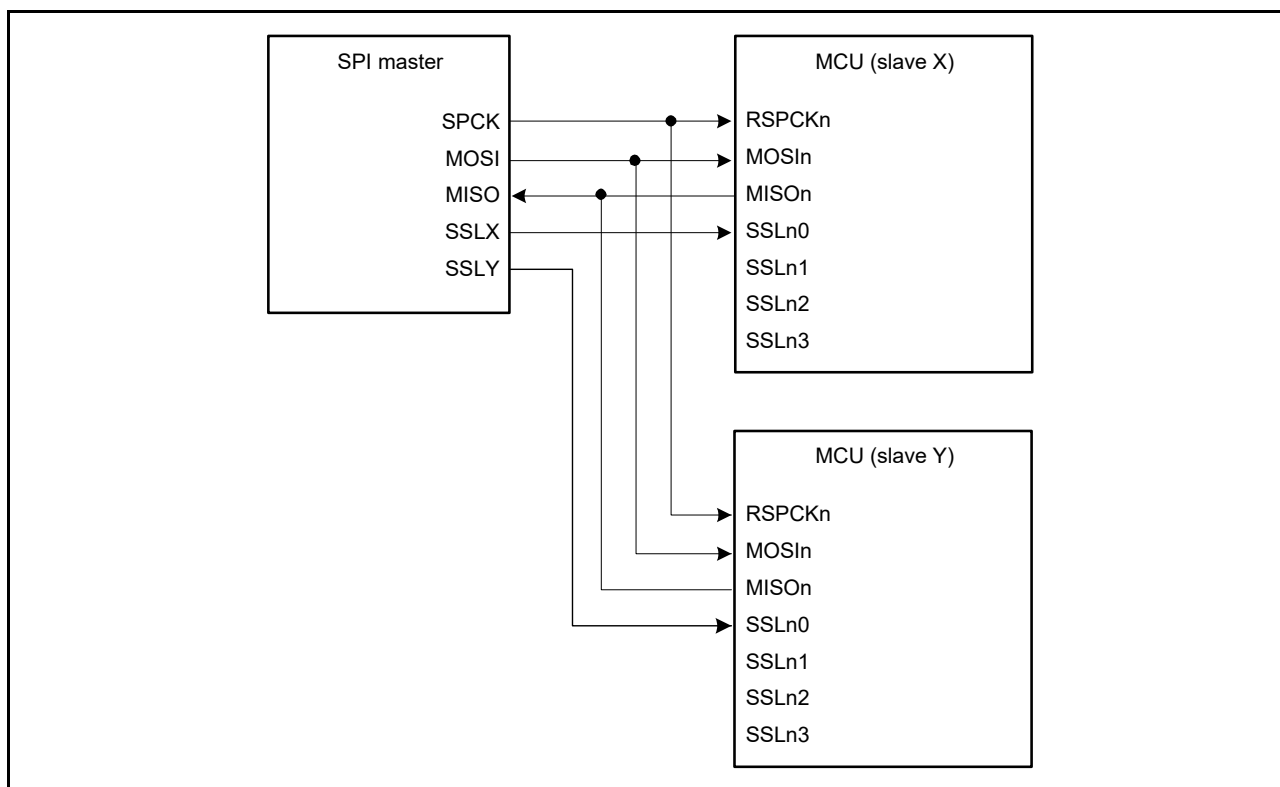 SPI master
SPCK
MOSI
MISO
SSLX
SSLY
MCU (slave X)
RSPCKn
MOSIn
MISOn
SSLn0
SSLn1
SSLn2
SSLn3
MCU (slave Y)
RSPCKn
MOSIn
MISOn
SSLn0
SSLn1
SSLn2
SSLn3